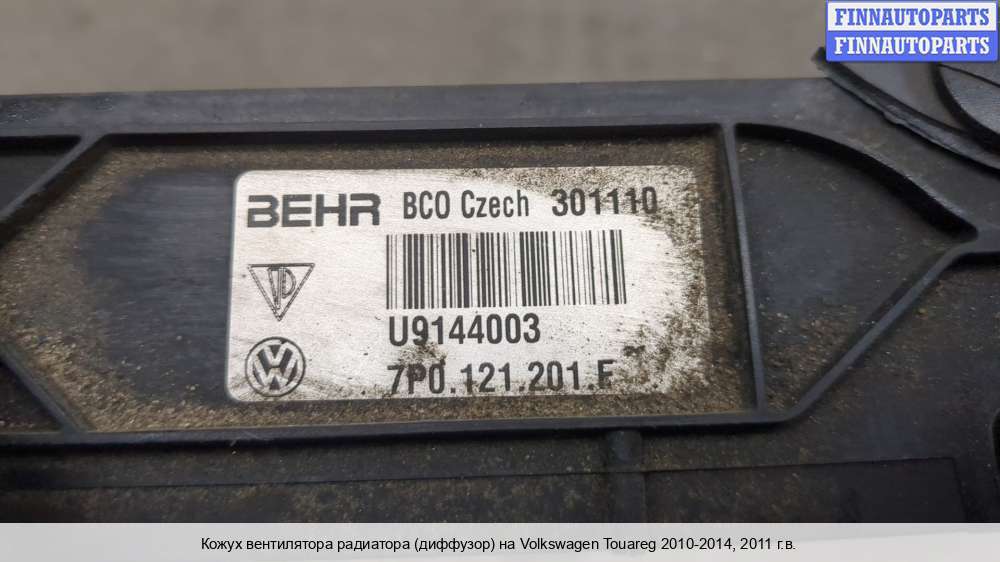 FINNAUTOPARTS
FINNAUTOPARTS
BEHR BCO Czech 301110
U9144003
VW
7P0.121.201.F
Кожух вентилятора радиатора (диффузор) на Volkswagen Touareg 2010-2014, 2011 г.в.